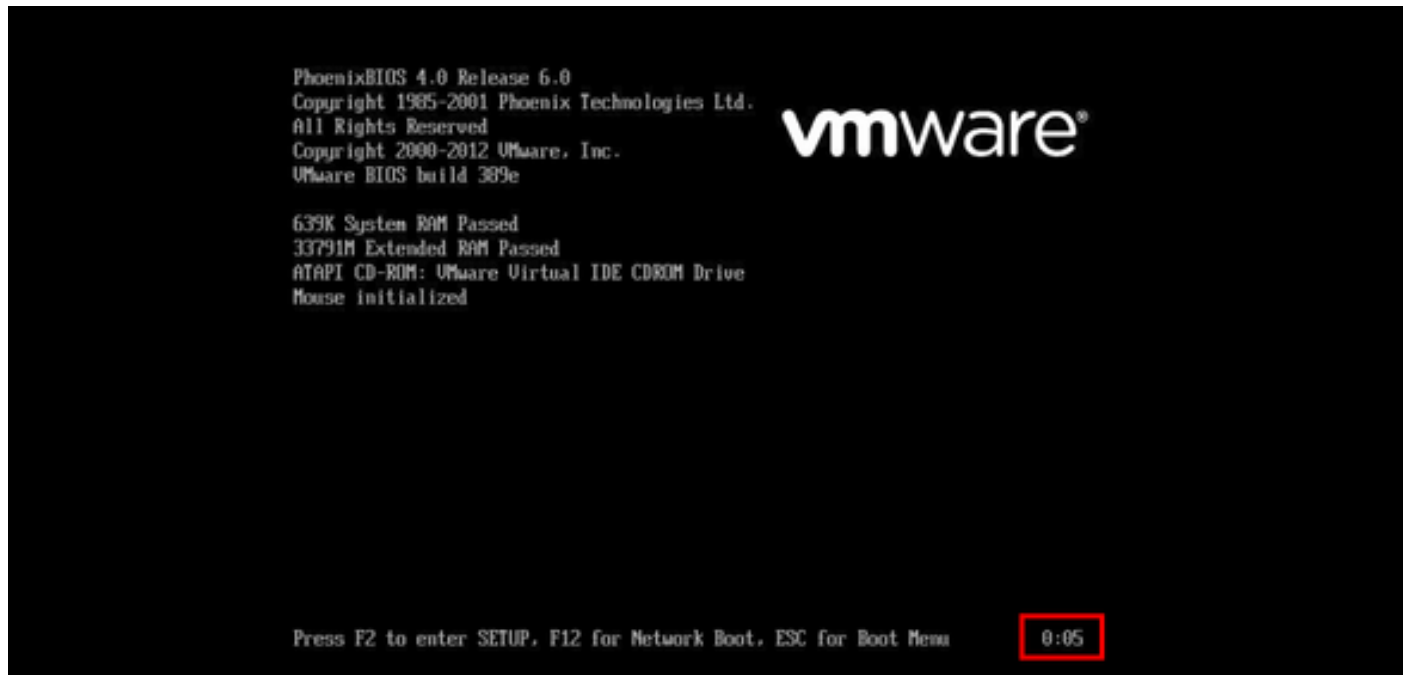 PhoenixBIOS 4.0 Release 6.0
Copyright 1985-2001 Phoenix Technologies Ltd.
All Rights Reserved
Copyright 2000-2012 VMware, Inc.
VMware BIOS build 389e
vmware®
639K System RAM Passed
33791M Extended RAM Passed
ATAPI CD-ROM: VMware Virtual IDE CDROM Drive
Mouse initialized
Press F2 to enter SETUP, F12 for Network Boot, ESC for Boot Menu 0:05